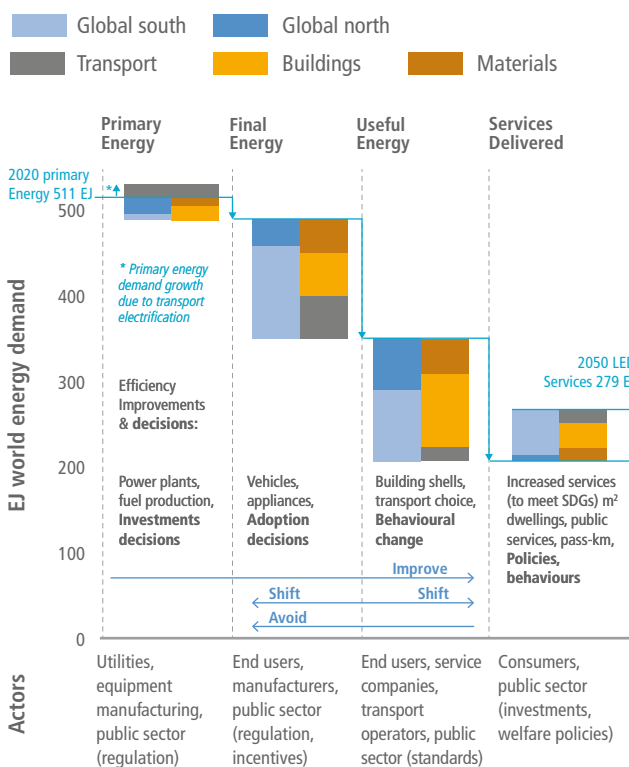 Global south
Global north
Transport
Buildings
Materials
Primary
Energy
Final
Energy
Useful
Energy
Services
Delivered
2020 primary
Energy 511 EJ
*
EJ world energy demand
500
400
300
200
100
0
* Primary energy
demand growth
due to transport
electrification
2050 LE
Services 279 E
Efficiency
Improvements
& decisions:
Power plants,
fuel production,
Investments
decisions
Vehicles,
appliances,
Adoption
decisions
Building shells,
transport choice,
Behavioural
change
Increased services
(to meet SDGs) m²
dwellings, public
services, pass-km,
Policies,
behaviours
Improve
Shift
Shift
Avoid
Actors
Utilities,
equipment
manufacturing,
public sector
(regulation)
End users,
manufacturers,
public sector
(regulation,
incentives)
End users, service
companies,
transport
operators, public
sector (standards)
Consumers,
public sector
(investments,
welfare policies)